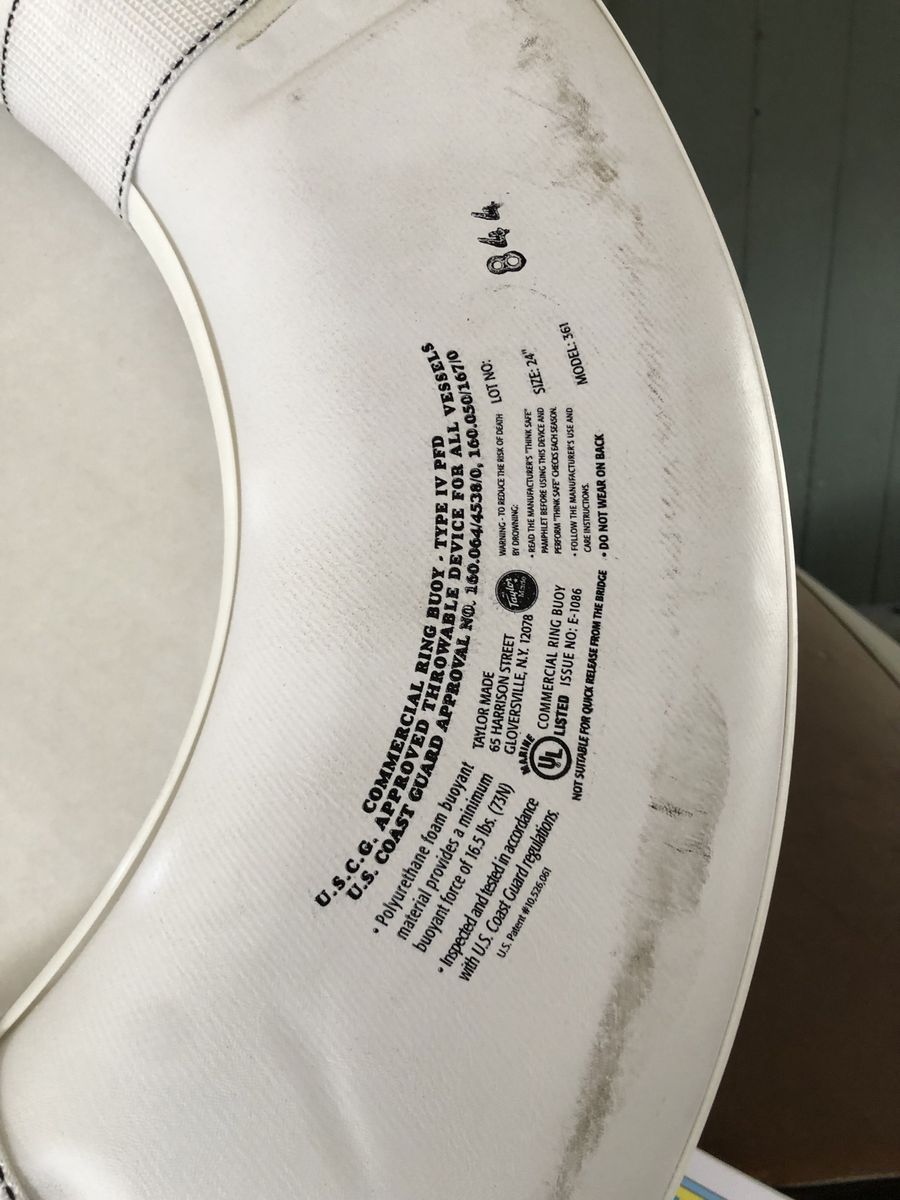 COMMERCIAL RING BUOY - TYPE IV PFD
U.S.C.G. APPROVED THROWABLE DEVICE FOR ALL VESSELS
U.S. COAST GUARD APPROVAL NO. 160.064/4538/0, 160.050/167/0
• Polyurethane foam buoyant
material provides a minimum
buoyant force of 16.5 lbs. (73N)
• Inspected and tested in accordance
with U.S. Coast Guard regulations.
U.S. Patent #10,526,061
TAYLOR MADE
65 HARRISON STREET
GLOVERSVILLE, N.Y. 12078
Taylor
Made
MARINE
UL
LISTED
COMMERCIAL RING BUOY
ISSUE NO: E-1086
NOT SUITABLE FOR QUICK RELEASE FROM THE BRIDGE
WARNING - TO REDUCE THE RISK OF DEATH
BY DROWNING:
• READ THE MANUFACTURER'S "THINK SAFE"
PAMPHLET BEFORE USING THIS DEVICE AND
PERFORM "THINK SAFE" CHECKS EACH SEASON.
• FOLLOW THE MANUFACTURER'S USE AND
CARE INSTRUCTIONS.
• DO NOT WEAR ON BACK
LOT NO:
844
SIZE: 24"
MODEL: 361